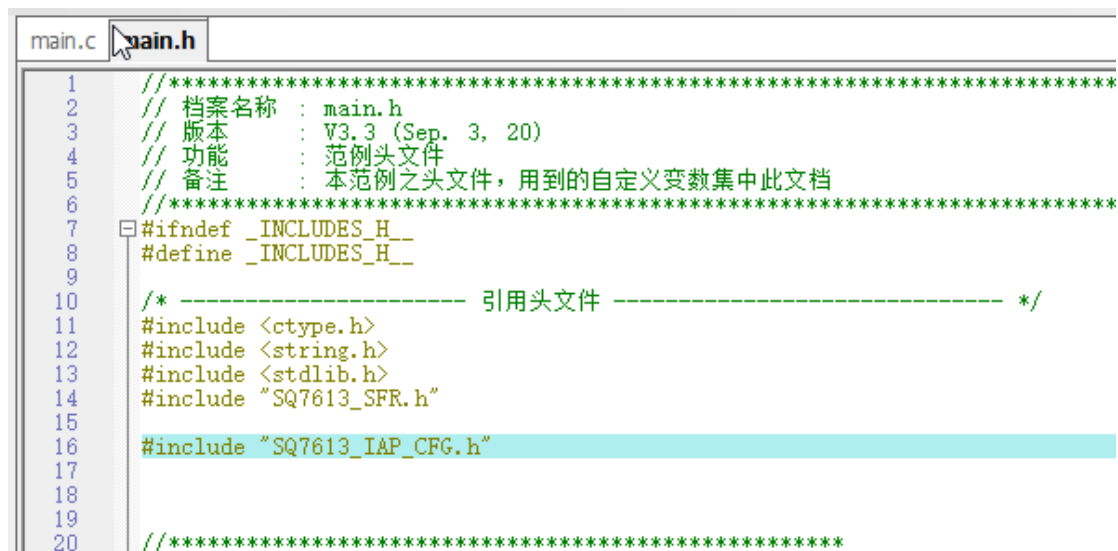 main.c main.h
1 //*************************************************************************
2 // 档案名称 : main.h
3 // 版本 : V3.3 (Sep. 3, 20)
4 // 功能 : 范例头文件
5 // 备注 : 本范例之头文件，用到的自定义变数集中此文档
6 //*************************************************************************
7 #ifndef _INCLUDES_H__
8 #define _INCLUDES_H__
9
10 /* ---------------------- 引用头文件 ------------------------------ */
11 #include <ctype.h>
12 #include <string.h>
13 #include <stdlib.h>
14 #include "SQ7613_SFR.h"
15
16 #include "SQ7613_IAP_CFG.h"
17
18
19
20 //****************************************************